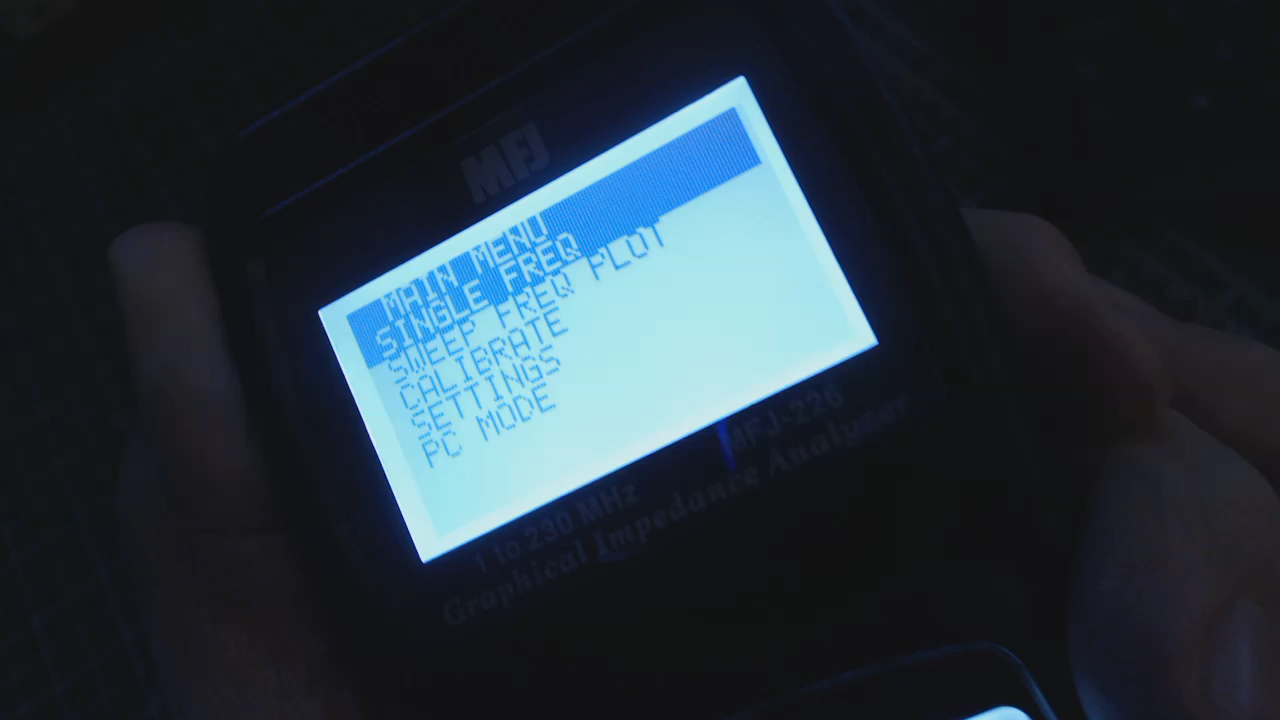 MFJ
MAIN MENU
SINGLE FREQ
SWEEP FREQ PLOT
CALIBRATE
SETTINGS
PC MODE
MFJ-226
1 to 230 MHz
Graphical Impedance Analyzer